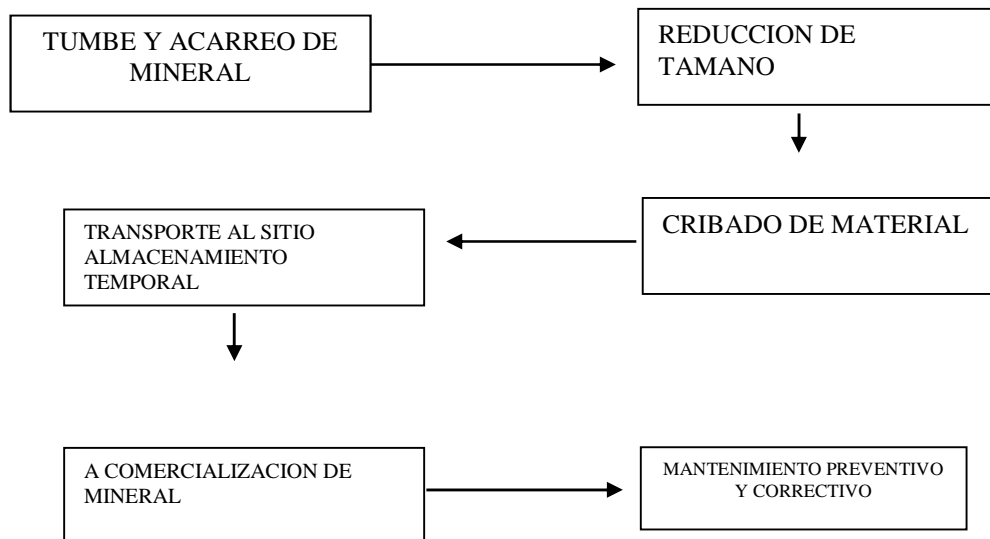 TUMBE Y ACARREO DE
MINERAL
REDUCCION DE
TAMANO
CRIBADO DE MATERIAL
TRANSPORTE AL SITIO
ALMACENAMIENTO
TEMPORAL
A COMERCIALIZACION DE
MINERAL
MANTENIMIENTO PREVENTIVO
Y CORRECTIVO